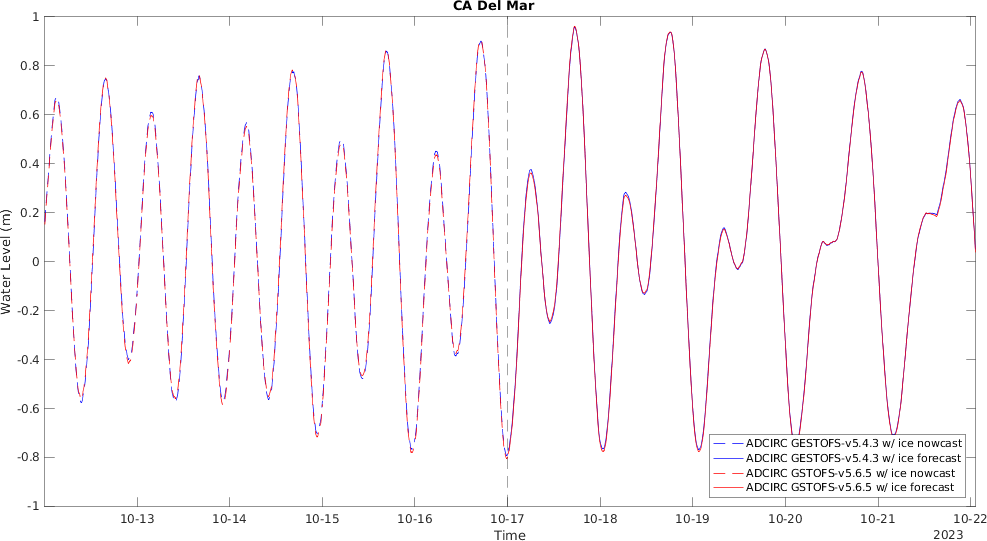 CA Del Mar
1
0.8
0.6
0.4
0.2
0
-0.2
-0.4
-0.6
-0.8
-1
Water Level (m)
10-13 10-14 10-15 10-16 10-17 10-18 10-19 10-20 10-21 10-22
Time
2023
ADCIRC GESTOFS-v5.4.3 w/ ice nowcast
ADCIRC GESTOFS-v5.4.3 w/ ice forecast
ADCIRC GSTOFS-v5.6.5 w/ ice nowcast
ADCIRC GSTOFS-v5.6.5 w/ ice forecast